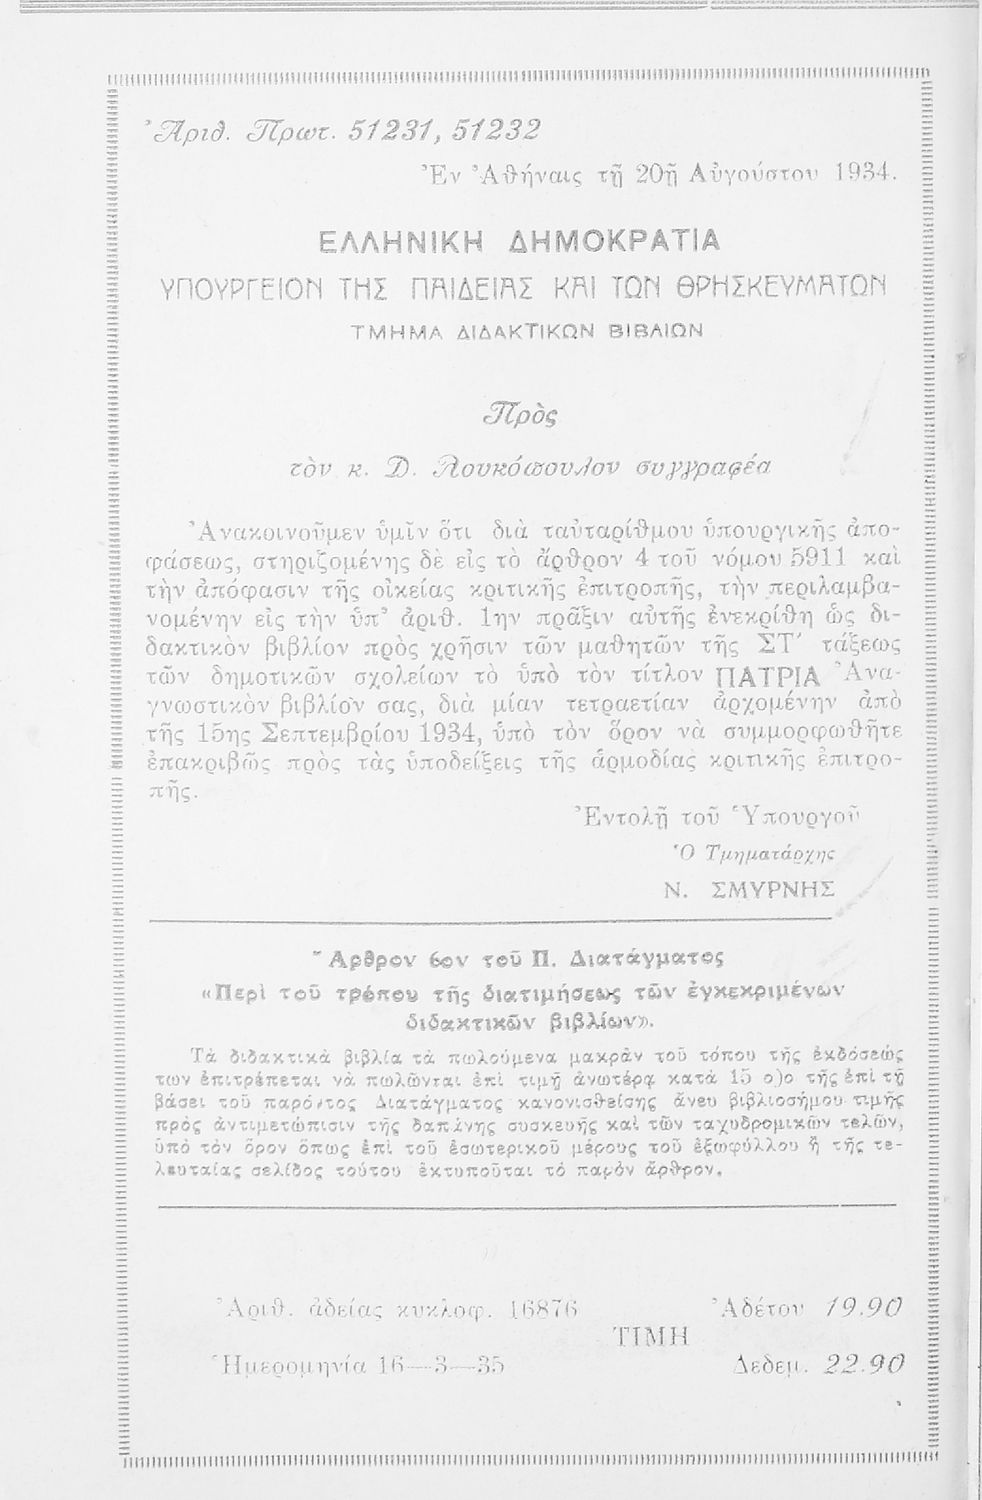 Ἀριθ. Πρωτ. 51231, 51232
Ἐν Ἀθήναις τῇ 20ῇ Αὐγούστου 1934.
ΕΛΛΗΝΙΚΗ ΔΗΜΟΚΡΑΤΙΑ
ΥΠΟΥΡΓΕΙΟΝ ΤΗΣ ΠΑΙΔΕΙΑΣ ΚΑΙ ΤΩΝ ΘΡΗΣΚΕΥΜΑΤΩΝ
ΤΜΗΜΑ ΔΙΔΑΚΤΙΚΩΝ ΒΙΒΛΙΩΝ
Πρὸς
τὸν κ. Δ. Λουκόπουλον συγγραφέα
Ἀνακοινοῦμεν ὑμῖν ὅτι διὰ ταὐταρίθμου ὑπουργικῆς ἀπο-
φάσεως, στηριζομένης δὲ εἰς τὸ ἄρθρον 4 τοῦ νόμου 5911 καὶ
τὴν ἀπόφασιν τῆς οἰκείας κριτικῆς ἐπιτροπῆς, τὴν περιλαμβα-
νομένην εἰς τὴν ὑπ' ἀριθ. 1ην πρᾶξιν αὐτῆς ἐνεκρίθη ὡς δι-
δακτικὸν βιβλίον πρὸς χρῆσιν τῶν μαθητῶν τῆς ΣΤ' τάξεως
τῶν δημοτικῶν σχολείων τὸ ὑπὸ τὸν τίτλον ΠΑΤΡΙΑ Ἀνα-
γνωστικὸν βιβλίον σας, διὰ μίαν τετραετίαν ἀρχομένην ἀπὸ
τῆς 15ης Σεπτεμβρίου 1934, ὑπὸ τὸν ὅρον νὰ συμμορφωθῆτε
ἐπακριβῶς πρὸς τὰς ὑποδείξεις τῆς ἁρμοδίας κριτικῆς ἐπιτρο-
πῆς.
Ἐντολῇ τοῦ Ὑπουργοῦ
Ὁ Τμηματάρχης
Ν. ΣΜΥΡΝΗΣ
Ἄρθρον 6ον τοῦ Π. Διατάγματος
«Περὶ τοῦ τρόπου τῆς διατιμήσεως τῶν ἐγκεκριμένων
διδακτικῶν βιβλίων».
Τὰ διδακτικὰ βιβλία τὰ πωλούμενα μακρὰν τοῦ τόπου τῆς ἐκδόσεώς
των ἐπιτρέπεται νὰ πωλῶνται ἐπὶ τιμῇ ἀνωτέρᾳ κατὰ 15 ο)ο τῆς ἐπὶ τῇ
βάσει τοῦ παρόντος Διατάγματος κανονισθείσης ἄνευ βιβλιοσήμου τιμῆς
πρὸς ἀντιμετώπισιν τῆς δαπάνης συσκευῆς καὶ τῶν ταχυδρομικῶν τελῶν,
ὑπὸ τὸν ὅρον ὅπως ἐπὶ τοῦ ἐσωτερικοῦ μέρους τοῦ ἐξωφύλλου ἢ τῆς τε-
λευταίας σελίδος τούτου ἐκτυποῦται τὸ παρὸν ἄρθρον.
Ἀριθ. ἀδείας κυκλοφ. 16876
Ἀδέτου 19.90
ΤΙΜΗ
Ἡμερομηνία 16—3—35
Δεδεμ. 22.90